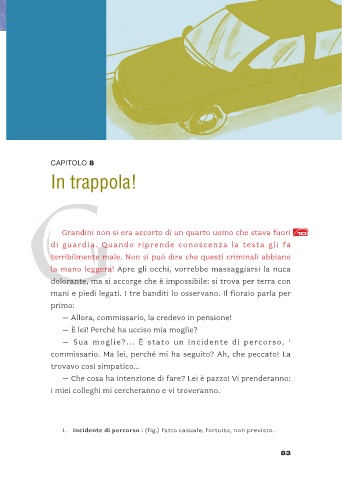 CAPITOLO 8
In trappola!
Grandini non si era accorto di un quarto uomo che stava fuori
di guardia. Quando riprende conoscenza la testa gli fa
terribilmente male. Non si può dire che questi criminali abbiano
la mano leggera! Apre gli occhi, vorrebbe massaggiarsi la nuca
dolorante, ma si accorge che è impossibile: si trova per terra con
mani e piedi legati. I tre banditi lo osservano. Il fioraio parla per
primo:
— Allora, commissario, la credevo in pensione!
— È lei! Perché ha ucciso mia moglie?
— Sua moglie?... È stato un incidente di percorso, 1
commissario. Ma lei, perché mi ha seguito? Ah, che peccato! La
trovavo così simpatico...
— Che cosa ha intenzione di fare? Lei è pazzo! Vi prenderanno:
i miei colleghi mi cercheranno e vi troveranno.
1. incidente di percorso : (fig.) fatto casuale, fortuito, non previsto.
83